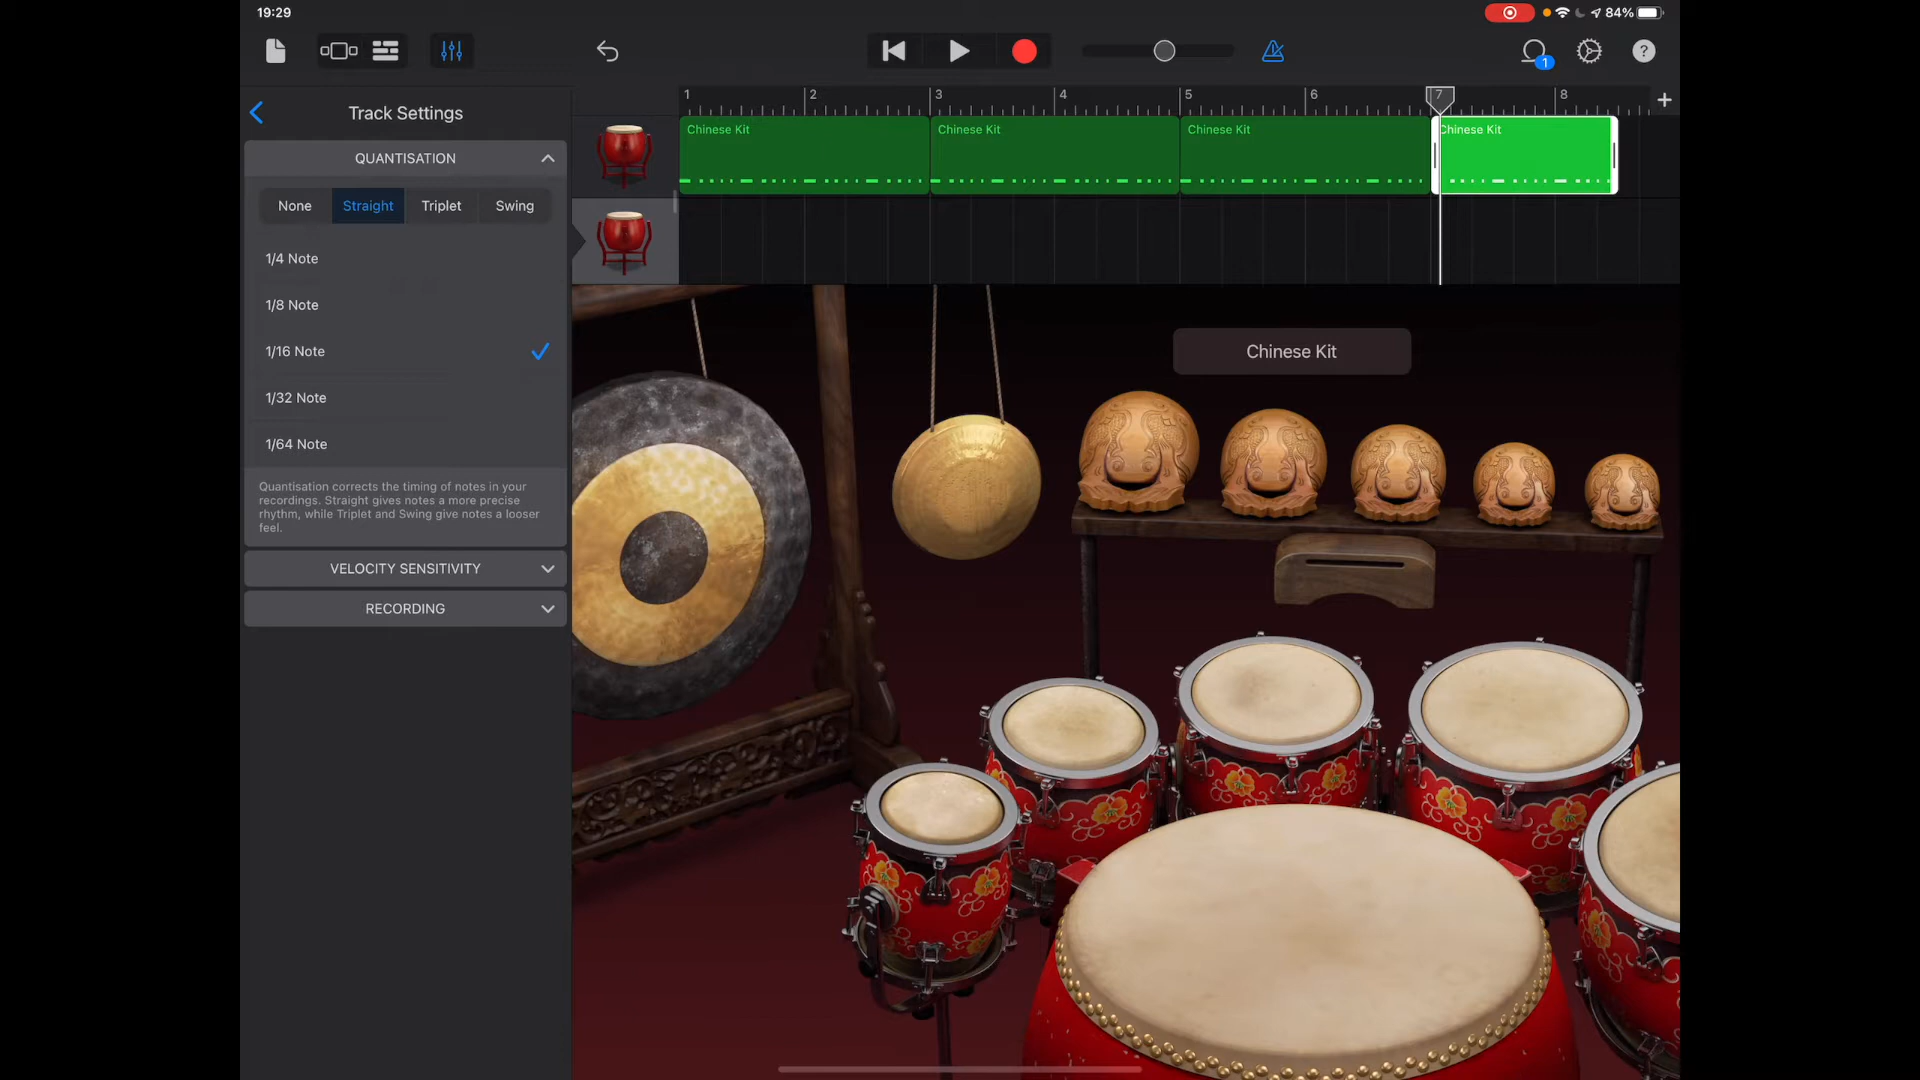 19:29
84%
1
?
Track Settings
QUANTISATION
None
Straight
Triplet
Swing
1/4 Note
1/8 Note
1/16 Note
1/32 Note
1/64 Note
Quantisation corrects the timing of notes in your
recordings. Straight gives notes a more precise
rhythm, while Triplet and Swing give notes a looser
feel.
VELOCITY SENSITIVITY
RECORDING
1 2 3 4 5 6 7 8
Chinese Kit
Chinese Kit
Chinese Kit
Chinese Kit
Chinese Kit